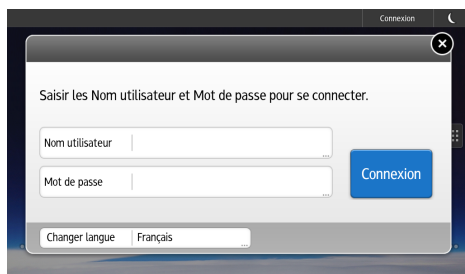 Connexion
Saisir les Nom utilisateur et Mot de passe pour se connecter.
Nom utilisateur
...
Mot de passe
...
Connexion
Changer langue Français
...